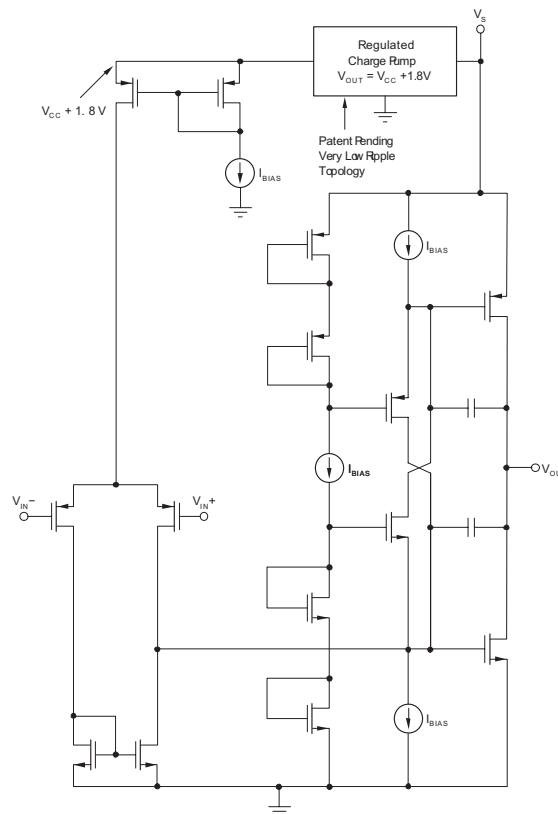 V_S
Regulated
Charge Pump
V_OUT = V_CC +1.8V
V_CC + 1. 8 V
Patent Pending
Very Low Ripple
Topology
I_BIAS
I_BIAS
I_BIAS
V_IN−
V_IN+
V_OU
I_BIAS